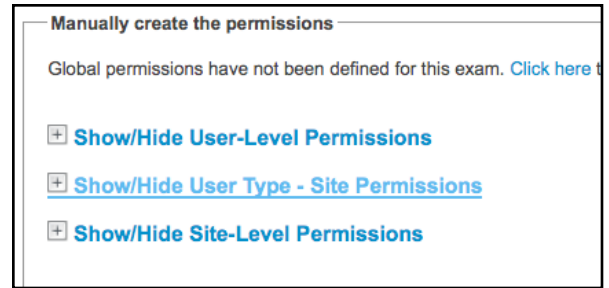 Manually create the permissions
Global permissions have not been defined for this exam. Click here
Show/Hide User-Level Permissions
Show/Hide User Type - Site Permissions
Show/Hide Site-Level Permissions